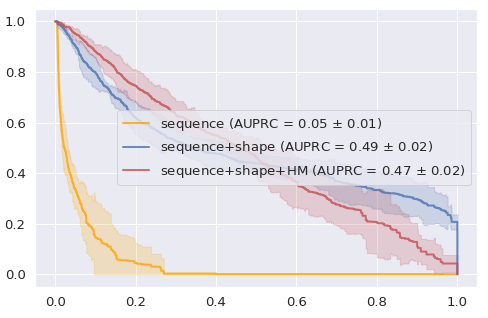 1.0
0.8
0.6
0.4
0.2
0.0
sequence (AUPRC = 0.05 ± 0.01)
sequence+shape (AUPRC = 0.49 ± 0.02)
sequence+shape+HM (AUPRC = 0.47 ± 0.02)
0.0 0.2 0.4 0.6 0.8 1.0